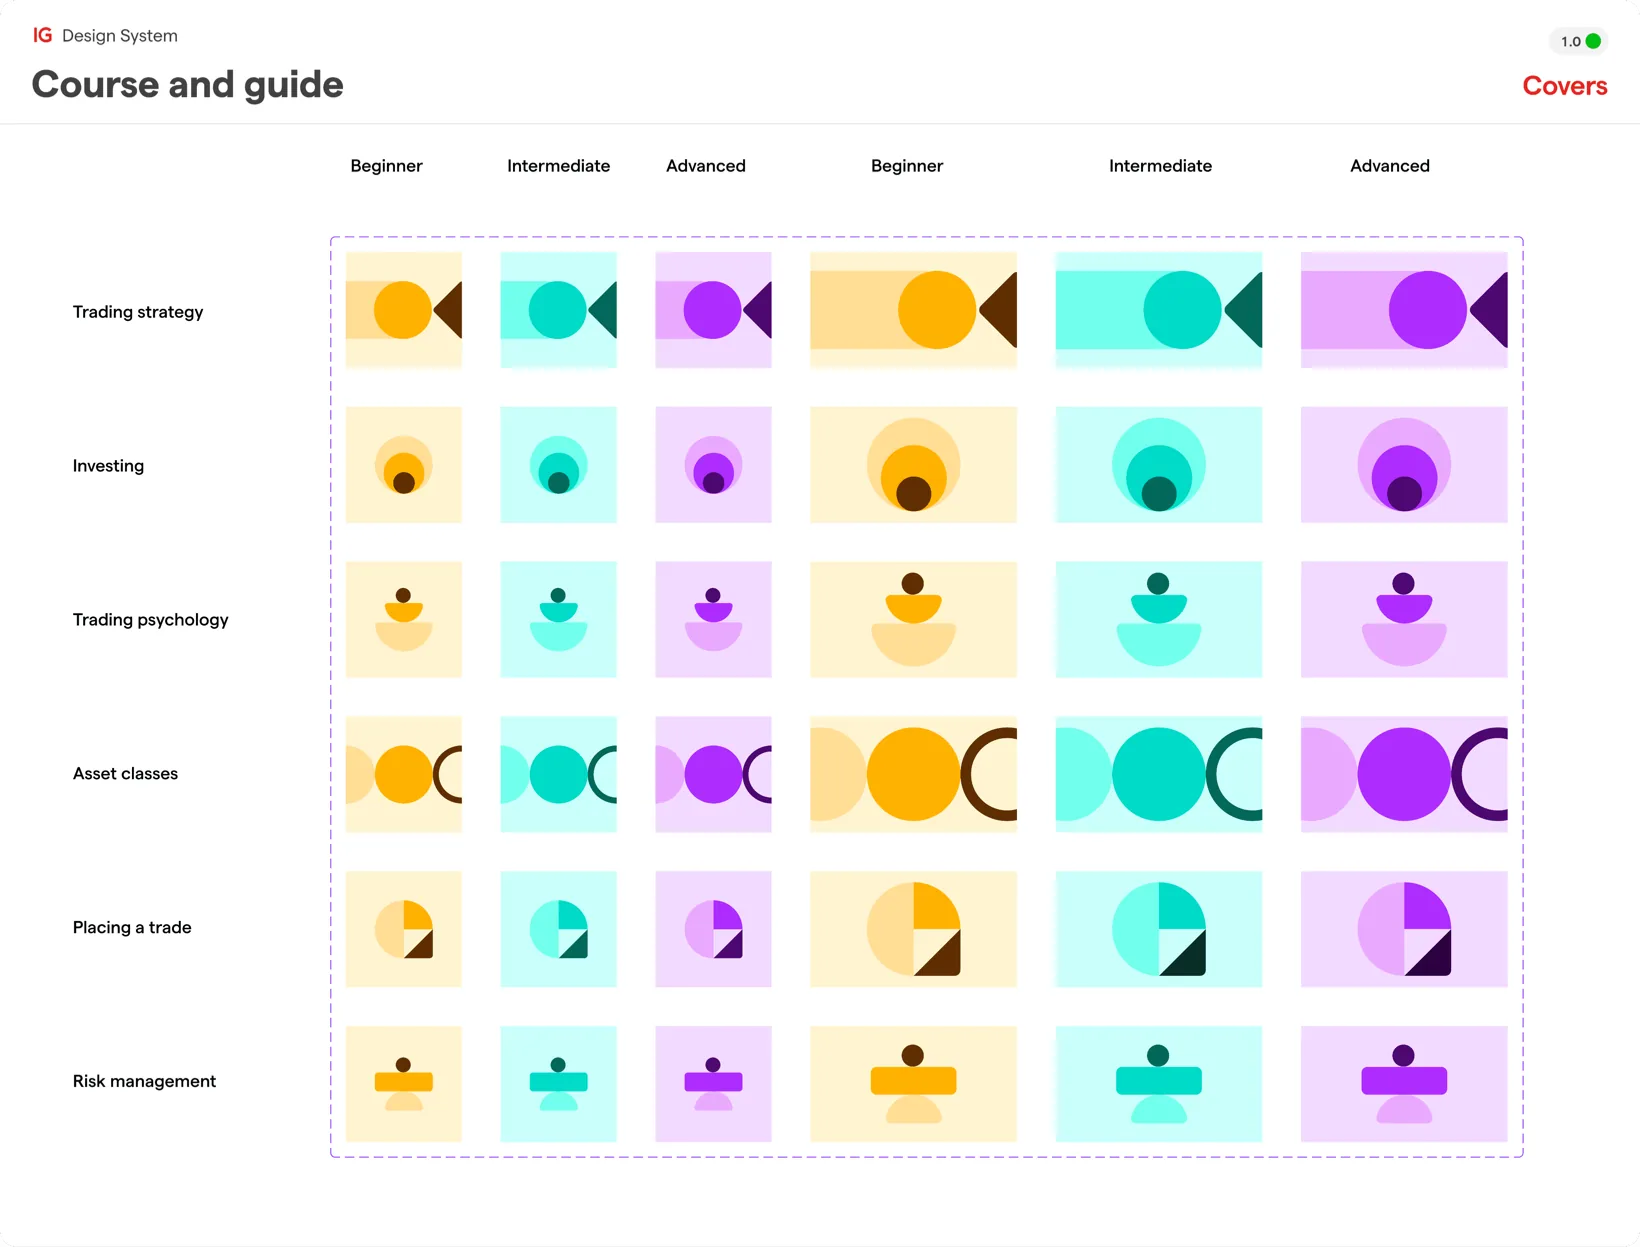 IG Design System
1.0
Course and guide
Covers
Beginner Intermediate Advanced Beginner Intermediate Advanced
Trading strategy
Investing
Trading psychology
Asset classes
Placing a trade
Risk management